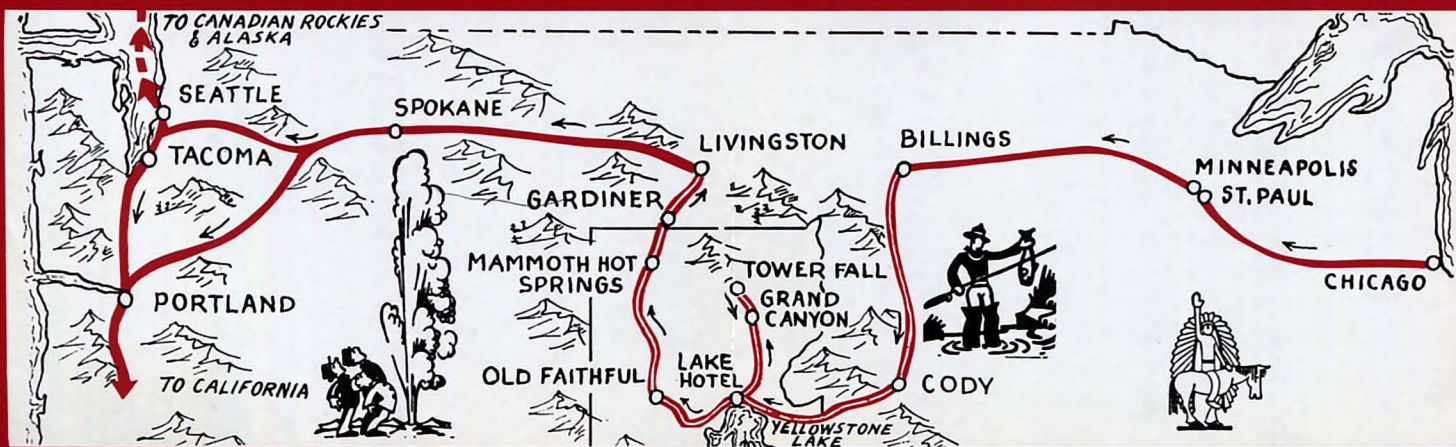 TO CANADIAN ROCKIES
& ALASKA
SEATTLE
TACOMA
SPOKANE
PORTLAND
TO CALIFORNIA
LIVINGSTON
GARDINER
MAMMOTH HOT
SPRINGS
OLD FAITHFUL
LAKE
HOTEL
TOWER FALL
GRAND
CANYON
YELLOWSTONE
LAKE
BILLINGS
CODY
MINNEAPOLIS
ST. PAUL
CHICAGO